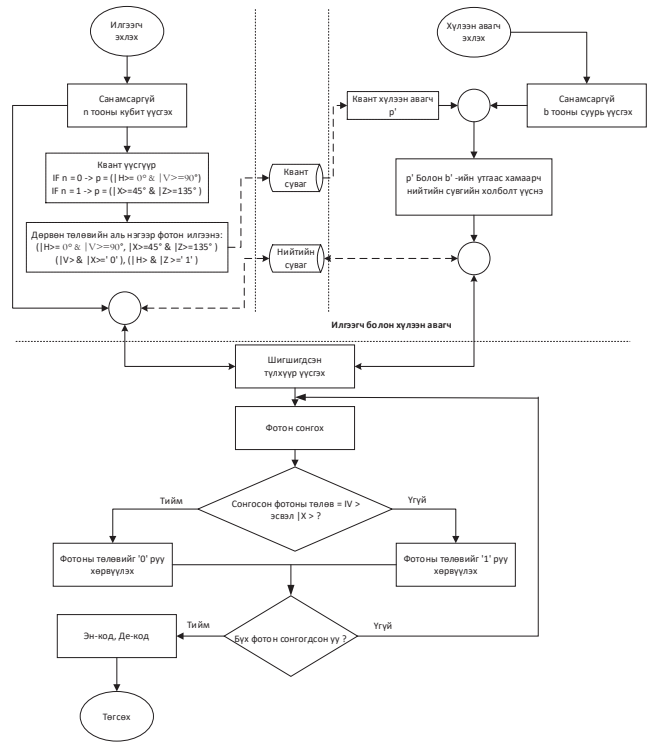 Илгээгч
эхлэх
Хүлээн авагч
эхлэх
Санамсаргүй
n тооны кубит үүсгэх
Квант хүлээн авагч
p'
Санамсаргүй
b тооны суурь үүсгэх
Квант үүсгүүр
IF n = 0 -> p = (|H>= 0° & |V>=90°)
IF n = 1 -> p = (|X>=45° & |Z>=135° )
Квант
суваг
p' Болон b' -ийн утгаас хамаарч
нийтийн сувгийн холболт үүснэ
Дөрвөн төлөвийн аль нэгээр фотон илгээнэ:
(|H>= 0° & |V>=90°, |X>=45° & |Z>=135° )
(|V> & |X>=' 0' ), (|H> & |Z >=' 1' )
Нийтийн
суваг
Илгээгч болон хүлээн авагч
Шигшигдсэн
түлхүүр үүсгэх
Фотон сонгох
Сонгосон фотоны төлөв = IV >
эсвэл |X > ?
Тийм
Үгүй
Фотоны төлөвийг '0' руу
хөрвүүлэх
Фотоны төлөвийг '1' руу
хөрвүүлэх
Бүх фотон сонгогдсон уу ?
Тийм
Үгүй
Эн-код, Де-код
Төгсөх